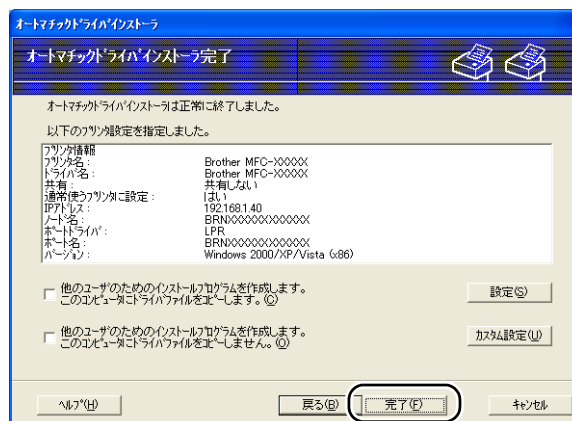 オートマチックドライバインストーラ
オートマチックドライバインストーラ完了
オートマチックドライバインストーラは正常に終了しました。
以下のプリンタ設定を指定しました。
プリンタ情報
プリンタ名: Brother MFC-XXXXX
ドライバ名: Brother MFC-XXXXX
共有: 共有しない
通常使うプリンタに設定: はい
IPアドレス: 192.168.1.40
ノード名: BRNXXXXXXXXXXXX
ポートドライバ: LPR
ポート名: BRNXXXXXXXXXXXX
バージョン: Windows 2000/XP/Vista (x86)
他のユーザのためのインストールプログラムを作成します。
このコンピュータにドライバファイルをコピーします。(C)
設定(S)
他のユーザのためのインストールプログラムを作成します。
このコンピュータにドライバファイルをコピーしません。(O)
カスタム設定(U)
ヘルプ(H) 戻る(B) 完了(F) キャンセル